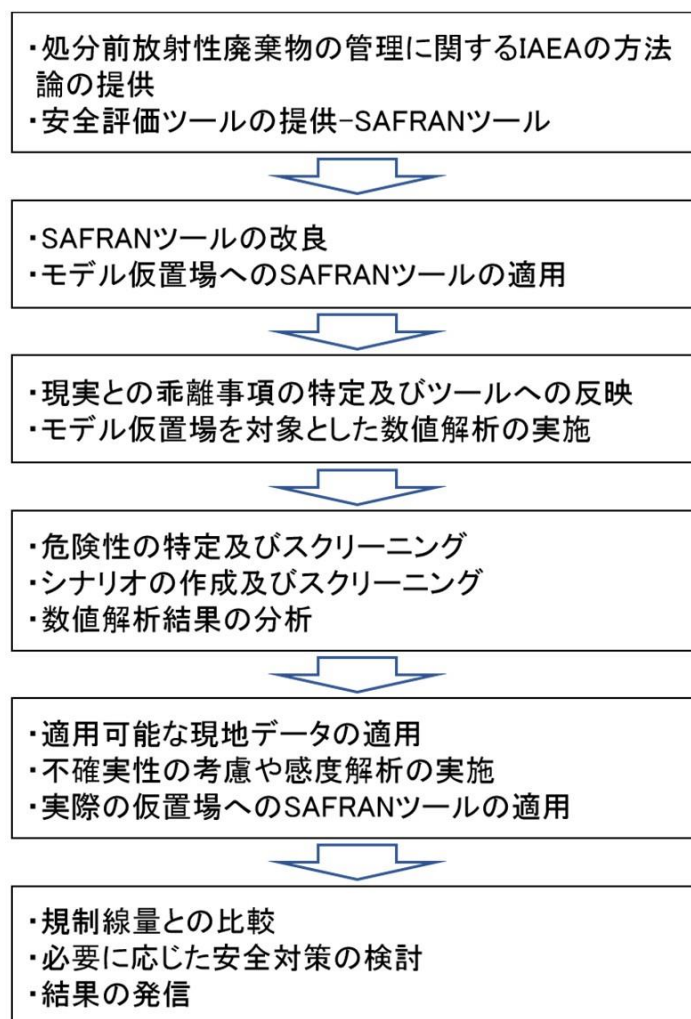 ・処分前放射性廃棄物の管理に関するIAEAの方法
論の提供
・安全評価ツールの提供-SAFRANツール
・SAFRANツールの改良
・モデル仮置場へのSAFRANツールの適用
・現実との乖離事項の特定及びツールへの反映
・モデル仮置場を対象とした数値解析の実施
・危険性の特定及びスクリーニング
・シナリオの作成及びスクリーニング
・数値解析結果の分析
・適用可能な現地データの適用
・不確実性の考慮や感度解析の実施
・実際の仮置場へのSAFRANツールの適用
・規制線量との比較
・必要に応じた安全対策の検討
・結果の発信